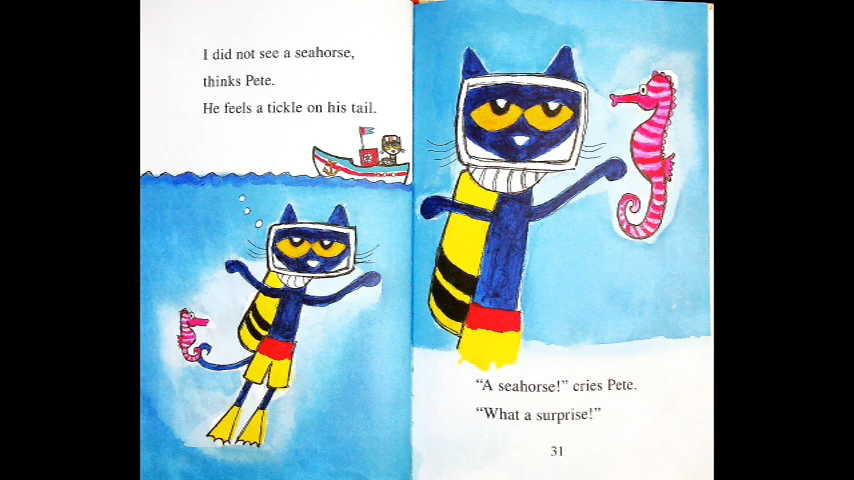 I did not see a seahorse,
thinks Pete.
He feels a tickle on his tail.
"A seahorse!" cries Pete.
"What a surprise!"
31